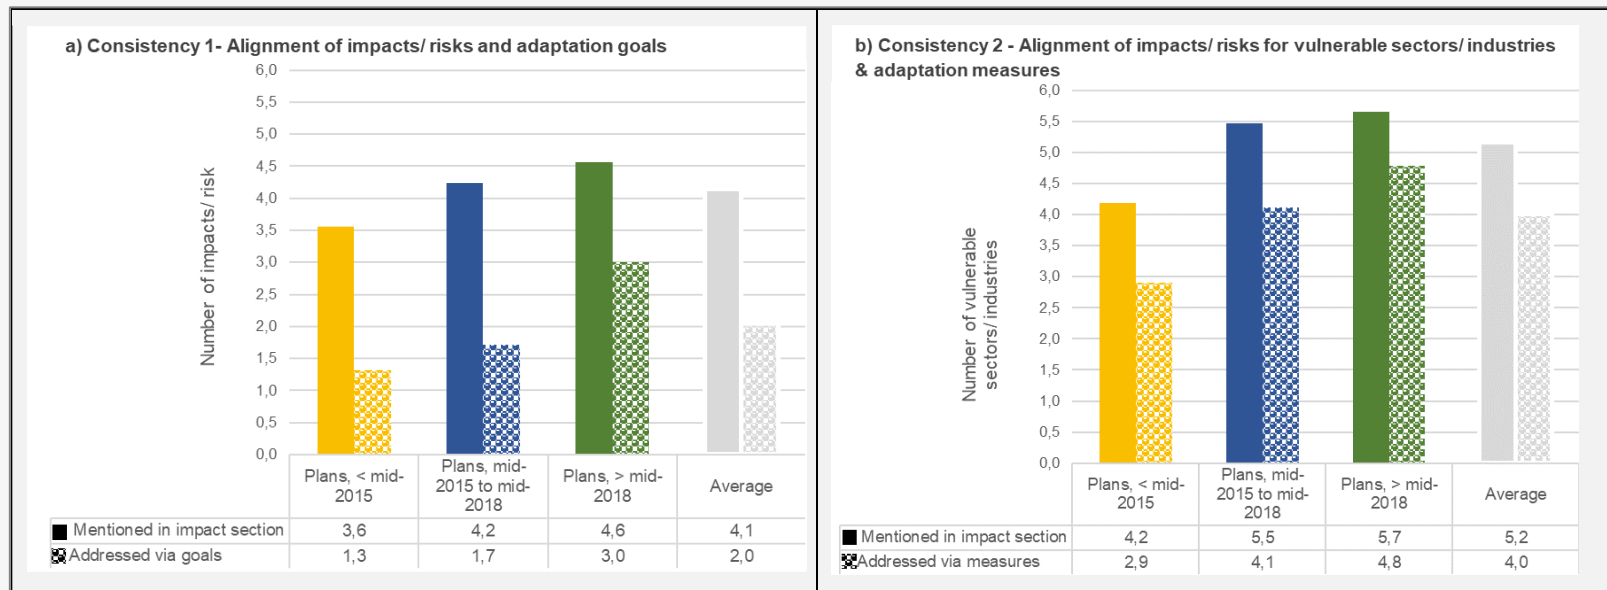 a) Consistency 1- Alignment of impacts/ risks and adaptation goals
6,0
5,5
5,0
4,5
4,0
3,5
3,0
2,5
2,0
1,5
1,0
0,5
0,0
Number of impacts/ risk
Plans, < mid-
2015
Plans, mid-
2015 to mid-
2018
Plans, > mid-
2018
Average
Mentioned in impact section 3,6 4,2 4,6 4,1
Addressed via goals 1,3 1,7 3,0 2,0
b) Consistency 2 - Alignment of impacts/ risks for vulnerable sectors/ industries
& adaptation measures
6,0
5,5
5,0
4,5
4,0
3,5
3,0
2,5
2,0
1,5
1,0
0,5
0,0
Number of vulnerable
sectors/ industries
Plans, < mid-
2015
Plans, mid-
2015 to mid-
2018
Plans, > mid-
2018
Average
Mentioned in impact section 4,2 5,5 5,7 5,2
Addressed via measures 2,9 4,1 4,8 4,0